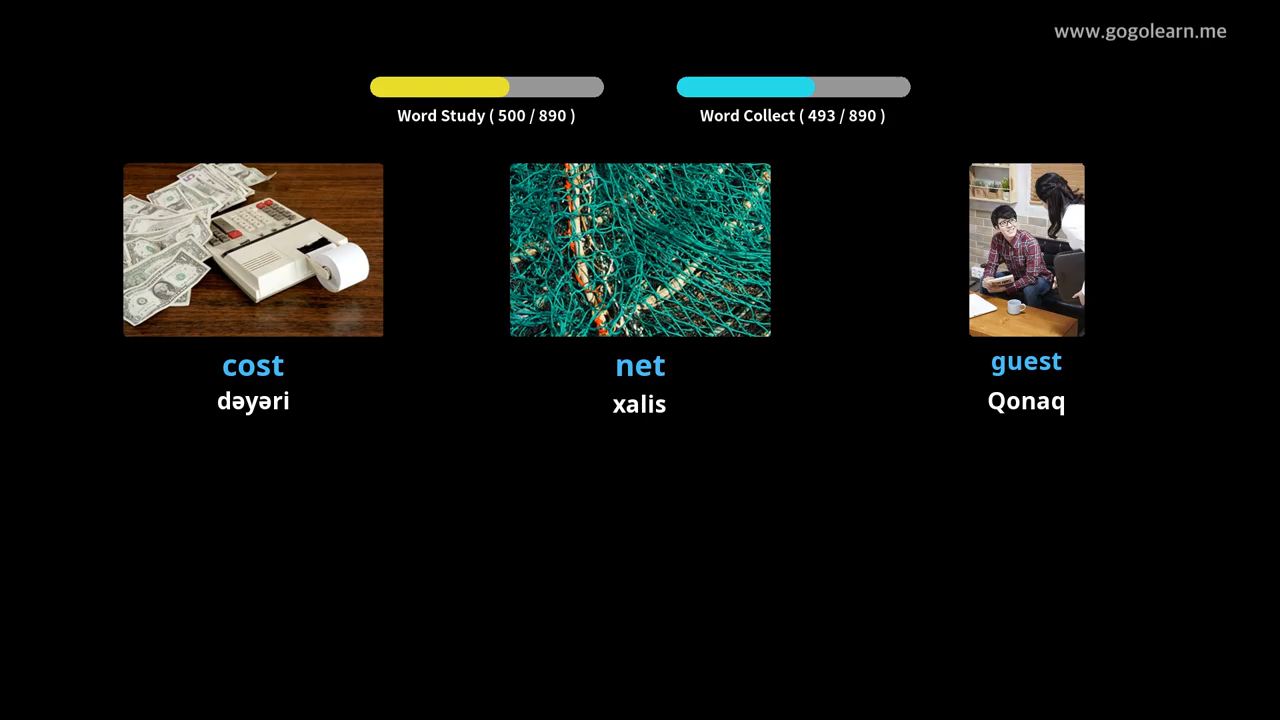 www.gogolearn.me
Word Study ( 500 / 890 )
Word Collect ( 493 / 890 )
cost
dəyəri
net
xalis
guest
Qonaq